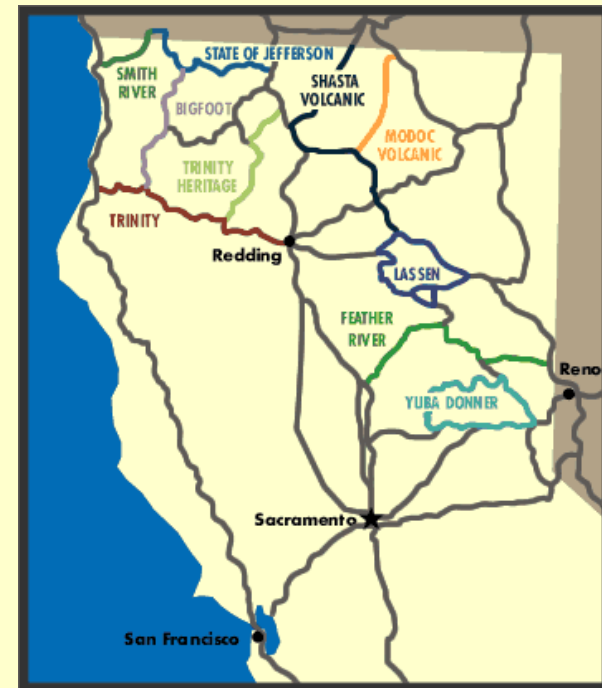 STATE OF JEFFERSON
SMITH
RIVER
BIGFOOT
SHASTA
VOLCANIC
MODOC
VOLCANIC
TRINITY
HERITAGE
TRINITY
Redding
LASSEN
FEATHER
RIVER
Reno
YUBA DONNER
Sacramento
San Francisco